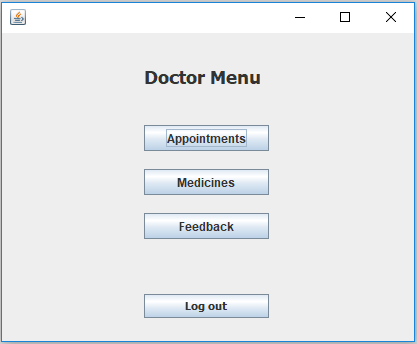 Doctor Menu
Appointments
Medicines
Feedback
Log out